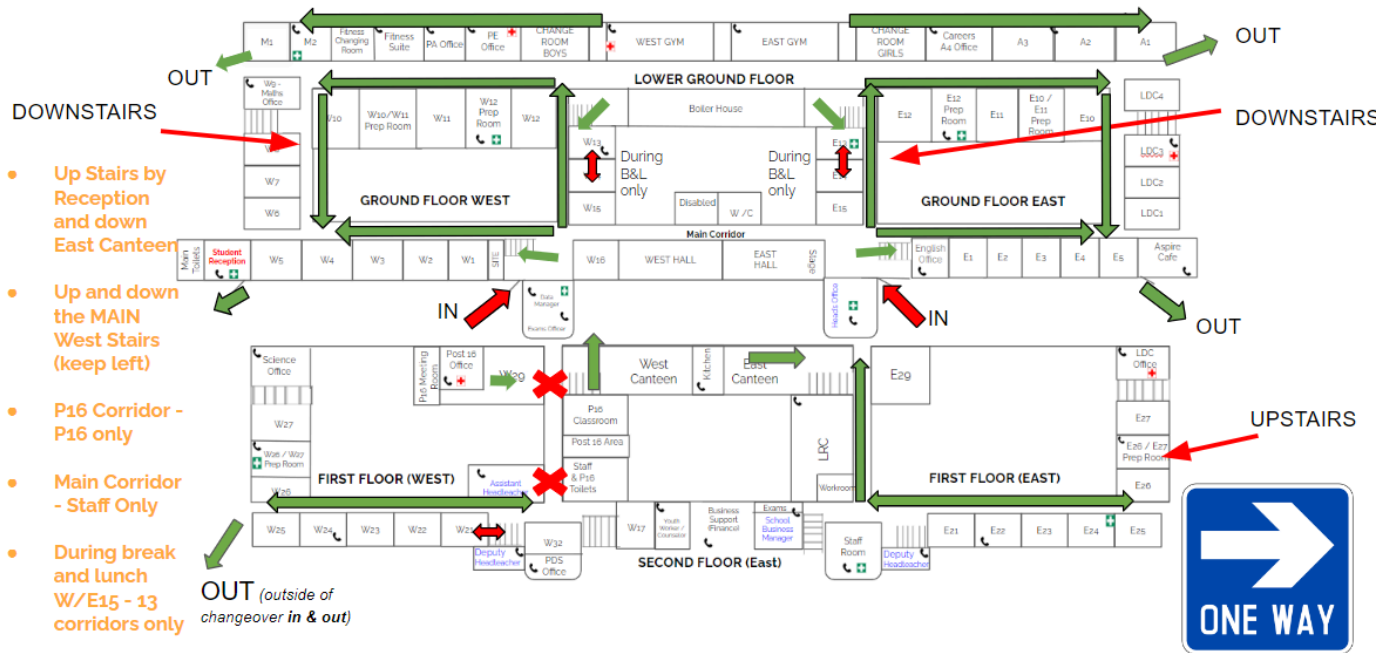 M1
M2
Fitness
Changing
Room
Fitness
Suite
PA Office
PE
Office
CHANGE
ROOM
BOYS
WEST GYM
EAST GYM
CHANGE
ROOM
GIRLS
Careers
A4 Office
A3
A2
A1
OUT
OUT
LOWER GROUND FLOOR
W9 -
Maths
Office
DOWNSTAIRS
W10
W10/W11
Prep Room
W11
W12
Prep
Room
W12
Boiler House
E12
E12
Prep
Room
E11
E10 /
E11
Prep
Room
E10
LDC4
DOWNSTAIRS
W13
During
B&L
only
During
B&L
only
E13
LDC3
W7
W6
W15
Disabled
W /C
E15
LDC2
LDC1
GROUND FLOOR WEST
GROUND FLOOR EAST
Main Corridor
Main
Toilets
Student
Reception
W5
W4
W3
W2
W1
SITE
W16
WEST HALL
EAST
HALL
Stage
English
Office
E1
E2
E3
E4
E5
Aspire
Cafe
IN
Data
Manager
Exams Officer
Heads Office
IN
OUT
• Up Stairs by
Reception
and down
East Canteen
• Up and down
the MAIN
West Stairs
(keep left)
• P16 Corridor -
P16 only
• Main Corridor
- Staff Only
• During break
and lunch
W/E15 - 13
corridors only
Science
Office
P16 Meeting
Room
Post 16
Office
W29
West
Canteen
Kitchen
East
Canteen
E29
LDC
Office
W27
P16
Classroom
E27
UPSTAIRS
W26 / W27
Prep Room
Post 16 Area
LRC
E26 / E27
Prep Room
W26
FIRST FLOOR (WEST)
Assistant
Headteacher
Staff
& P16
Toilets
Workroom
FIRST FLOOR (EAST)
E26
W25
W24
W23
W22
W21
Deputy
Headteacher
W32
PDS
Office
W17
Youth
Worker /
Counsellor
Business
Support
(Finance)
Exams
School
Business
Manager
Staff
Room
Deputy
Headteacher
E21
E22
E23
E24
E25
SECOND FLOOR (East)
OUT (outside of
changeover in & out)
ONE WAY